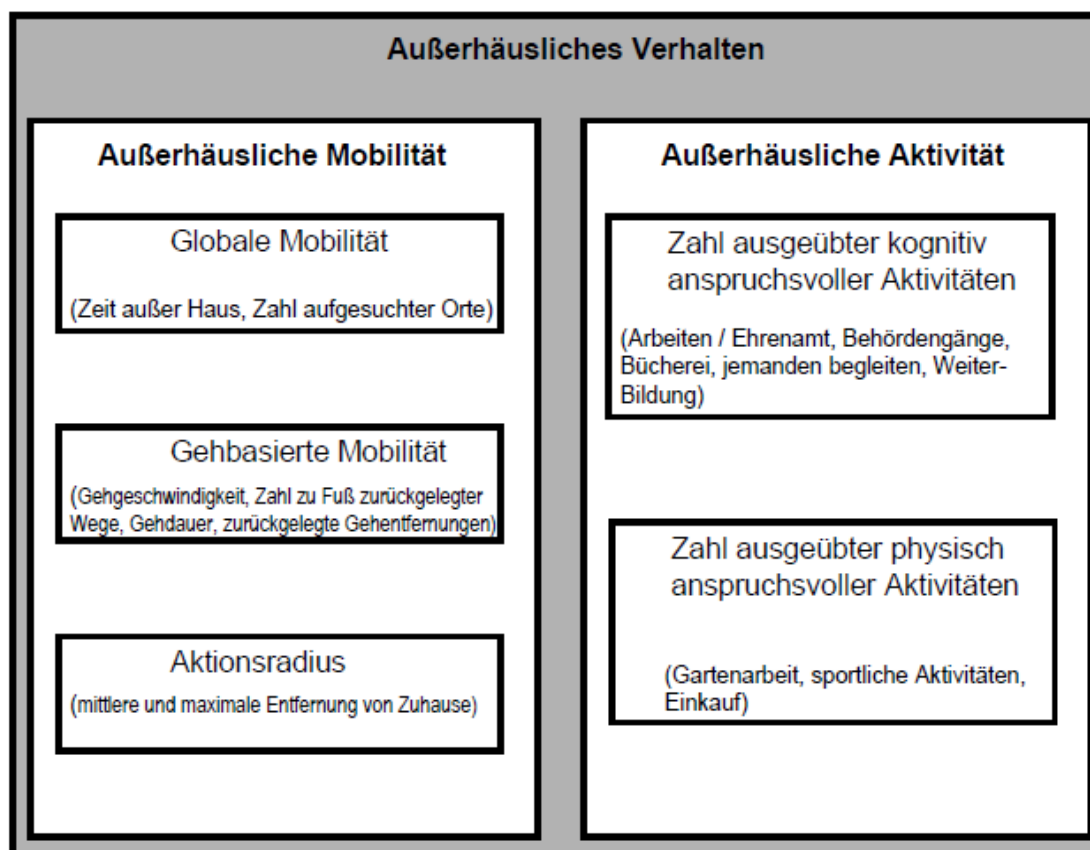 Außerhäusliches Verhalten
Außerhäusliche Mobilität
Globale Mobilität
(Zeit außer Haus, Zahl aufgesuchter Orte)
Gehbasierte Mobilität
(Gehgeschwindigkeit, Zahl zu Fuß zurückgelegter
Wege, Gehdauer, zurückgelegte Gehentfernungen)
Aktionsradius
(mittlere und maximale Entfernung von Zuhause)
Außerhäusliche Aktivität
Zahl ausgeübter kognitiv
anspruchsvoller Aktivitäten
(Arbeiten / Ehrenamt, Behördengänge,
Bücherei, jemanden begleiten, Weiter-
Bildung)
Zahl ausgeübter physisch
anspruchsvoller Aktivitäten
(Gartenarbeit, sportliche Aktivitäten,
Einkauf)